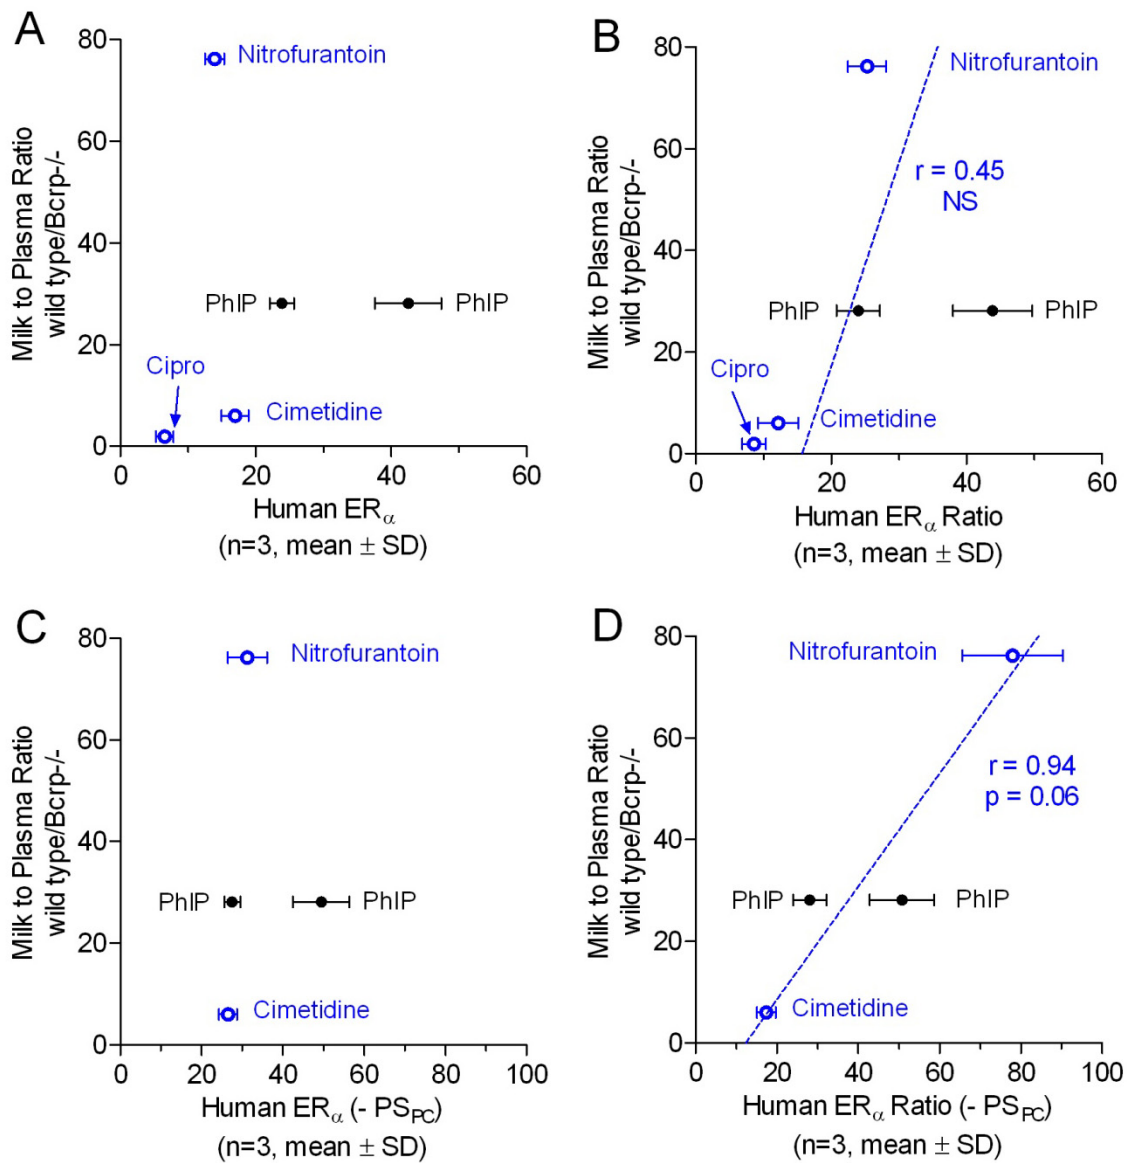 A
80
60
40
20
0
Milk to Plasma Ratio
wild type/Bcrp-/-
Nitrofurantoin
PhIP
PhIP
Cipro
Cimetidine
0 20 40 60
Human ERα
(n=3, mean ± SD)
B
80
60
40
20
0
Milk to Plasma Ratio
wild type/Bcrp-/-
Nitrofurantoin
r = 0.45
NS
PhIP
PhIP
Cipro
Cimetidine
0 20 40 60
Human ERα Ratio
(n=3, mean ± SD)
C
80
60
40
20
0
Milk to Plasma Ratio
wild type/Bcrp-/-
Nitrofurantoin
PhIP
PhIP
Cimetidine
0 20 40 60 80 100
Human ERα (- PSPC)
(n=3, mean ± SD)
D
80
60
40
20
0
Milk to Plasma Ratio
wild type/Bcrp-/-
Nitrofurantoin
r = 0.94
p = 0.06
PhIP
PhIP
Cimetidine
0 20 40 60 80 100
Human ERα Ratio (- PSPC)
(n=3, mean ± SD)